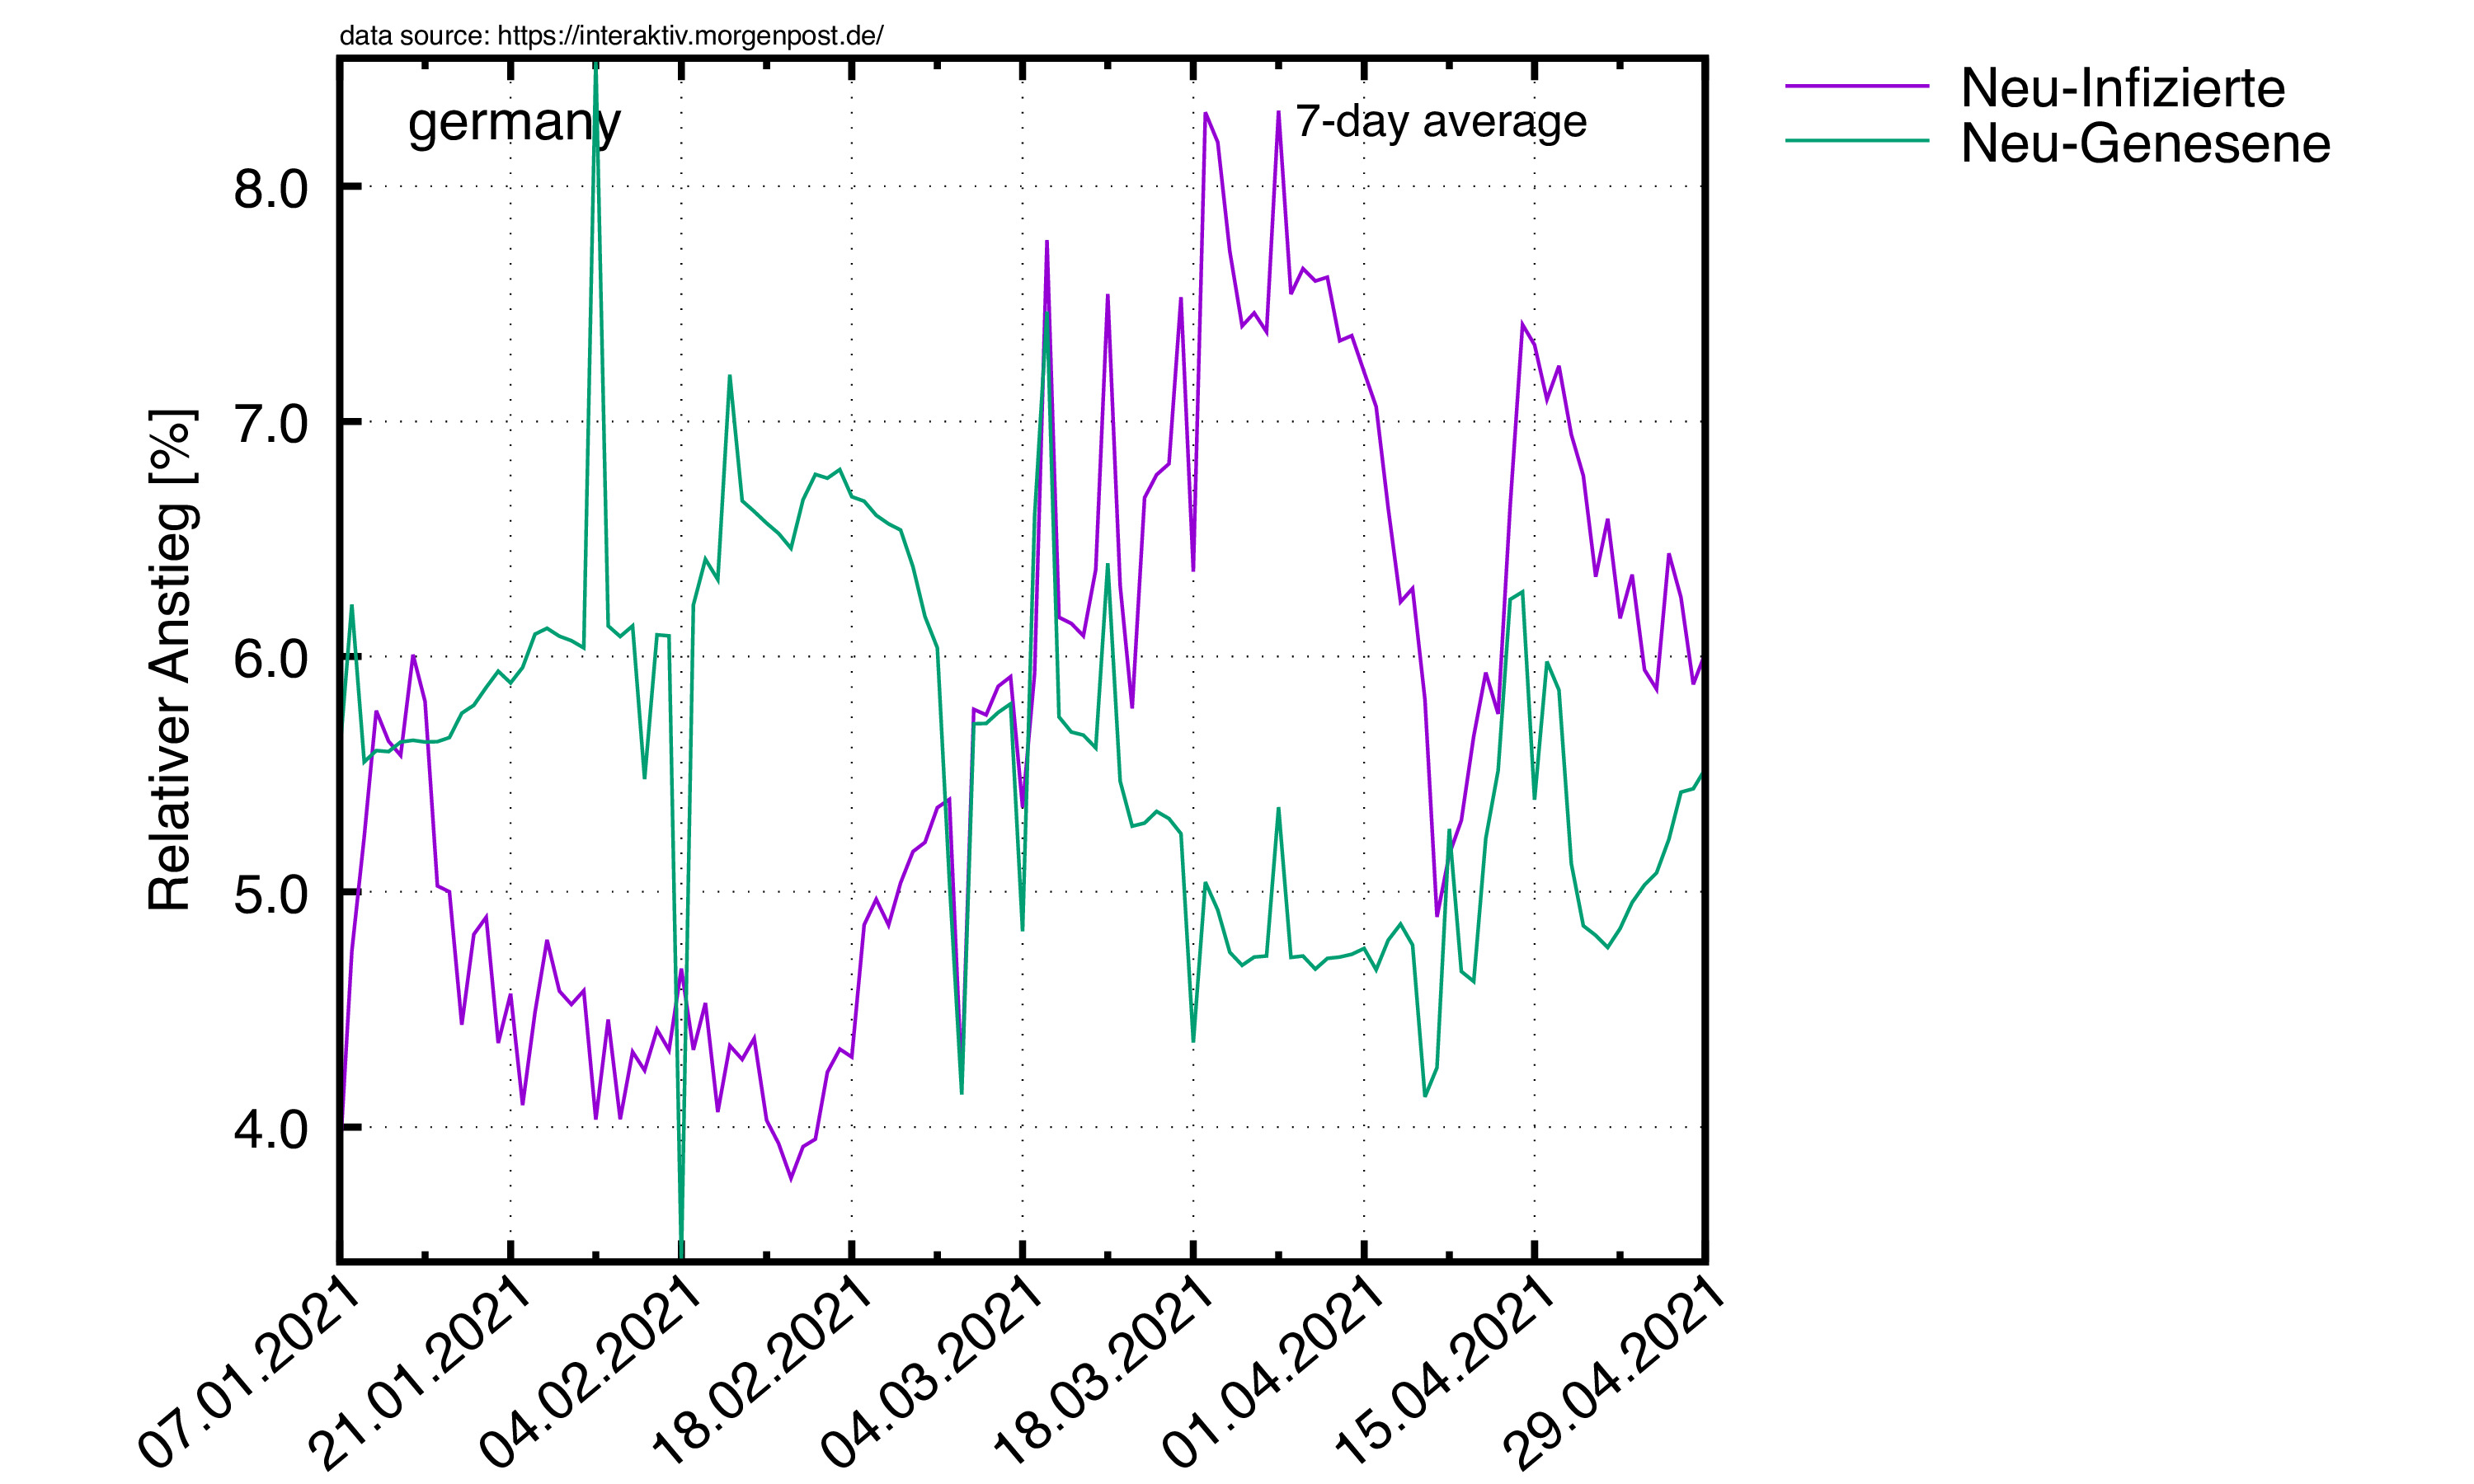 data source: https://interaktiv.morgenpost.de/
germany
7-day average
Neu-Infizierte
Neu-Genesene
Relativer Anstieg [%]
8.0
7.0
6.0
5.0
4.0
07.01.2021
21.01.2021
04.02.2021
18.02.2021
04.03.2021
18.03.2021
01.04.2021
15.04.2021
29.04.2021